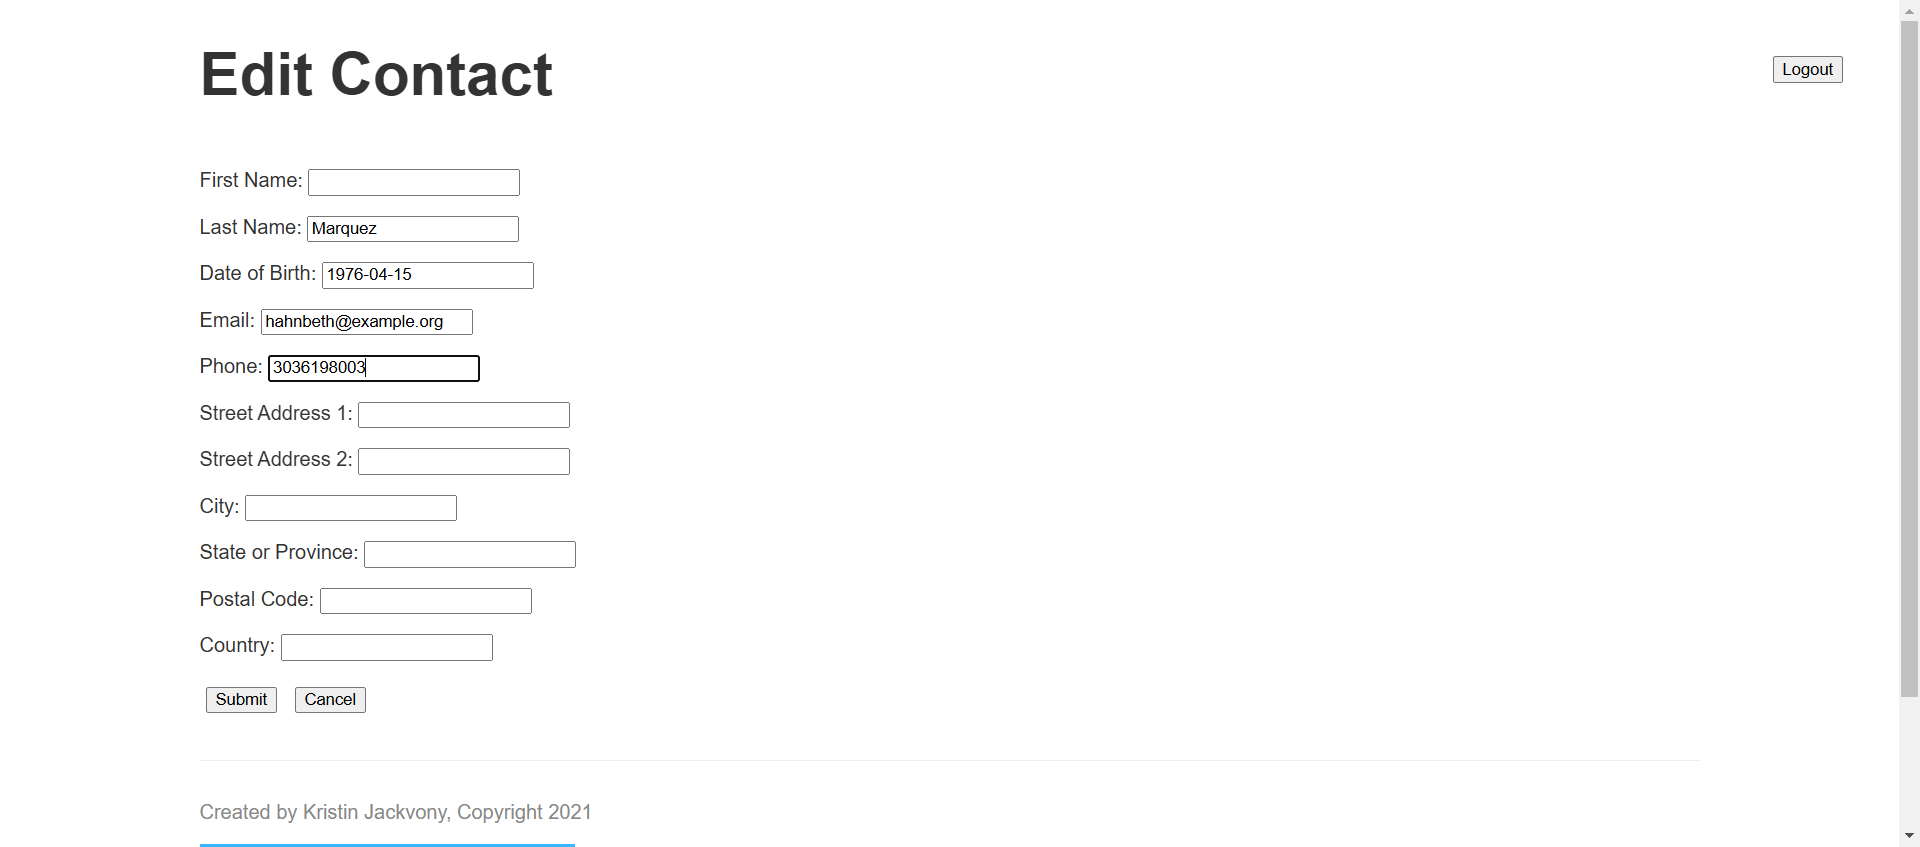 Edit Contact
Logout
First Name:
Last Name: Marquez
Date of Birth: 1976-04-15
Email: hahnbeth@example.org
Phone: 3036198003
Street Address 1:
Street Address 2:
City:
State or Province:
Postal Code:
Country:
Submit Cancel
Created by Kristin Jackvony, Copyright 2021